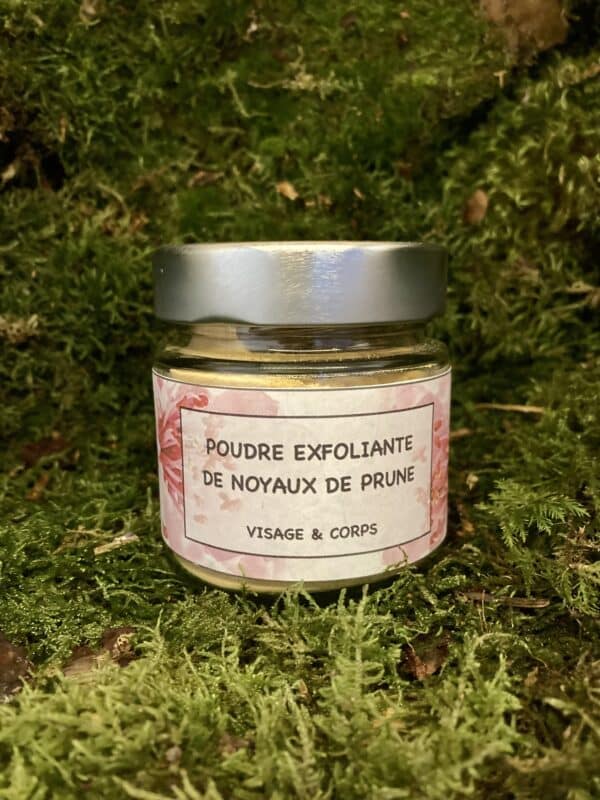 POUDRE EXFOLIANTE
DE NOYAUX DE PRUNE
VISAGE & CORPS